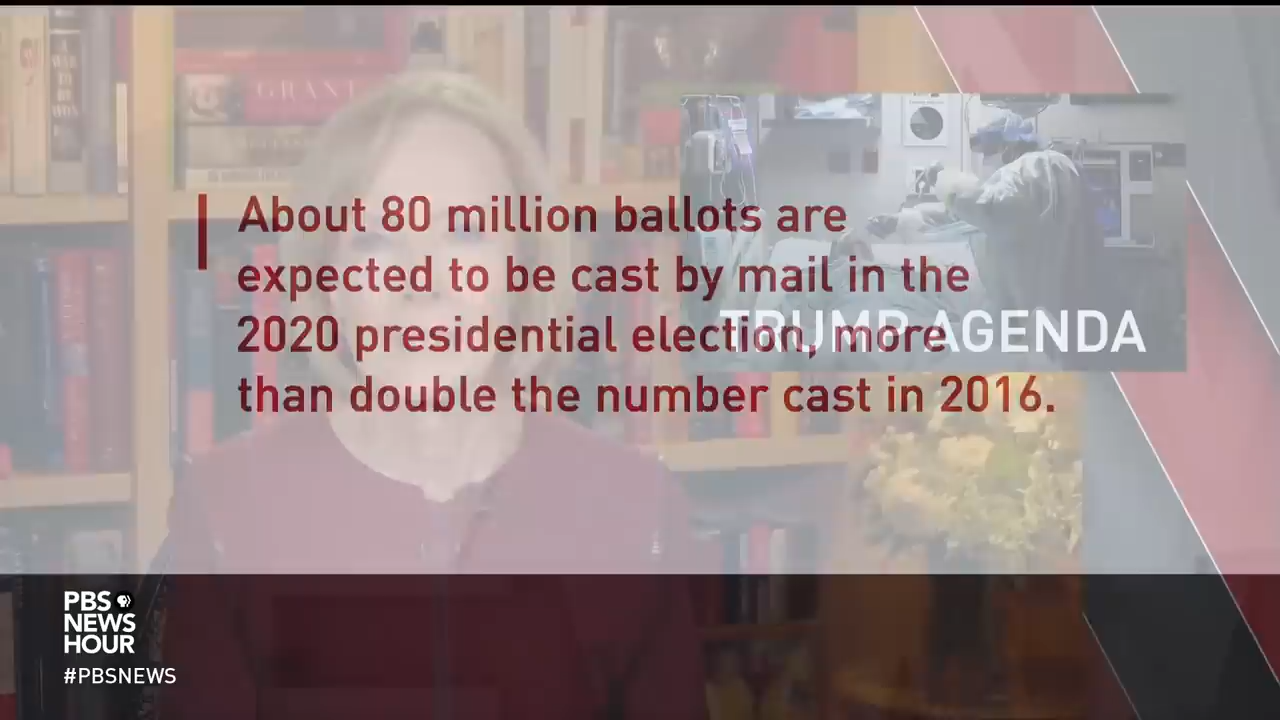 GRANT
About 80 million ballots are
expected to be cast by mail in the
2020 presidential election, more
than double the number cast in 2016.
TRUMP AGENDA
PBS
NEWS
HOUR
#PBSNEWS